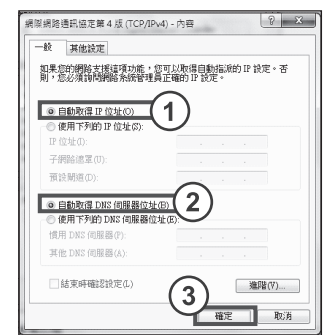 網際網路通訊協定第 4 版 (TCP/IPv4) - 內容
一般
其他設定
如果您的網路支援這項功能，您可以取得自動指派的 IP 設定。否
則，您必須詢問網路系統管理員正確的 IP 設定。
自動取得 IP 位址(O)
1
使用下列的 IP 位址(S):
IP 位址(I):
子網路遮罩(U):
預設閘道(D):
自動取得 DNS 伺服器位址(B)
2
使用下列的 DNS 伺服器位址(E):
慣用 DNS 伺服器(P):
其他 DNS 伺服器(A):
結束時確認設定(L)
進階(V)...
3
確定
取消